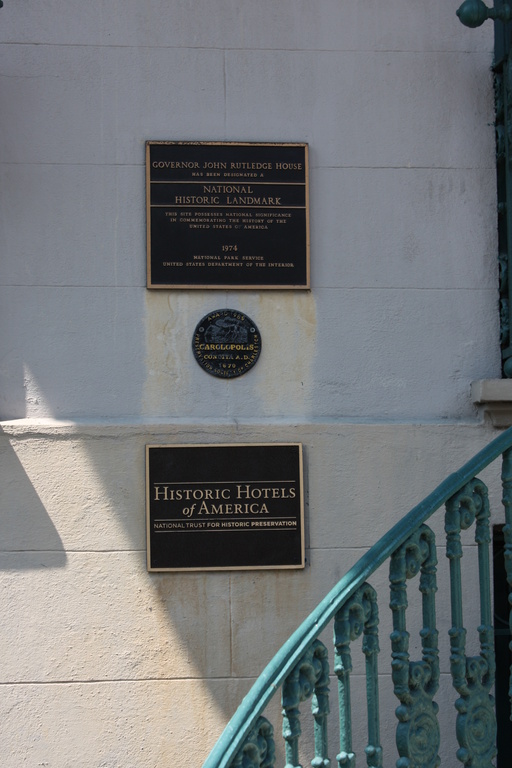 GOVERNOR JOHN RUTLEDGE HOUSE
HAS BEEN DESIGNATED A
NATIONAL
HISTORIC LANDMARK
THIS SITE POSSESSES NATIONAL SIGNIFICANCE
IN COMMEMORATING THE HISTORY OF THE
UNITED STATES OF AMERICA
1974
NATIONAL PARK SERVICE
UNITED STATES DEPARTMENT OF THE INTERIOR
CAROLOPOLIS
CONDITA A.D.
1670
HISTORIC HOTELS
of AMERICA
NATIONAL TRUST FOR HISTORIC PRESERVATION